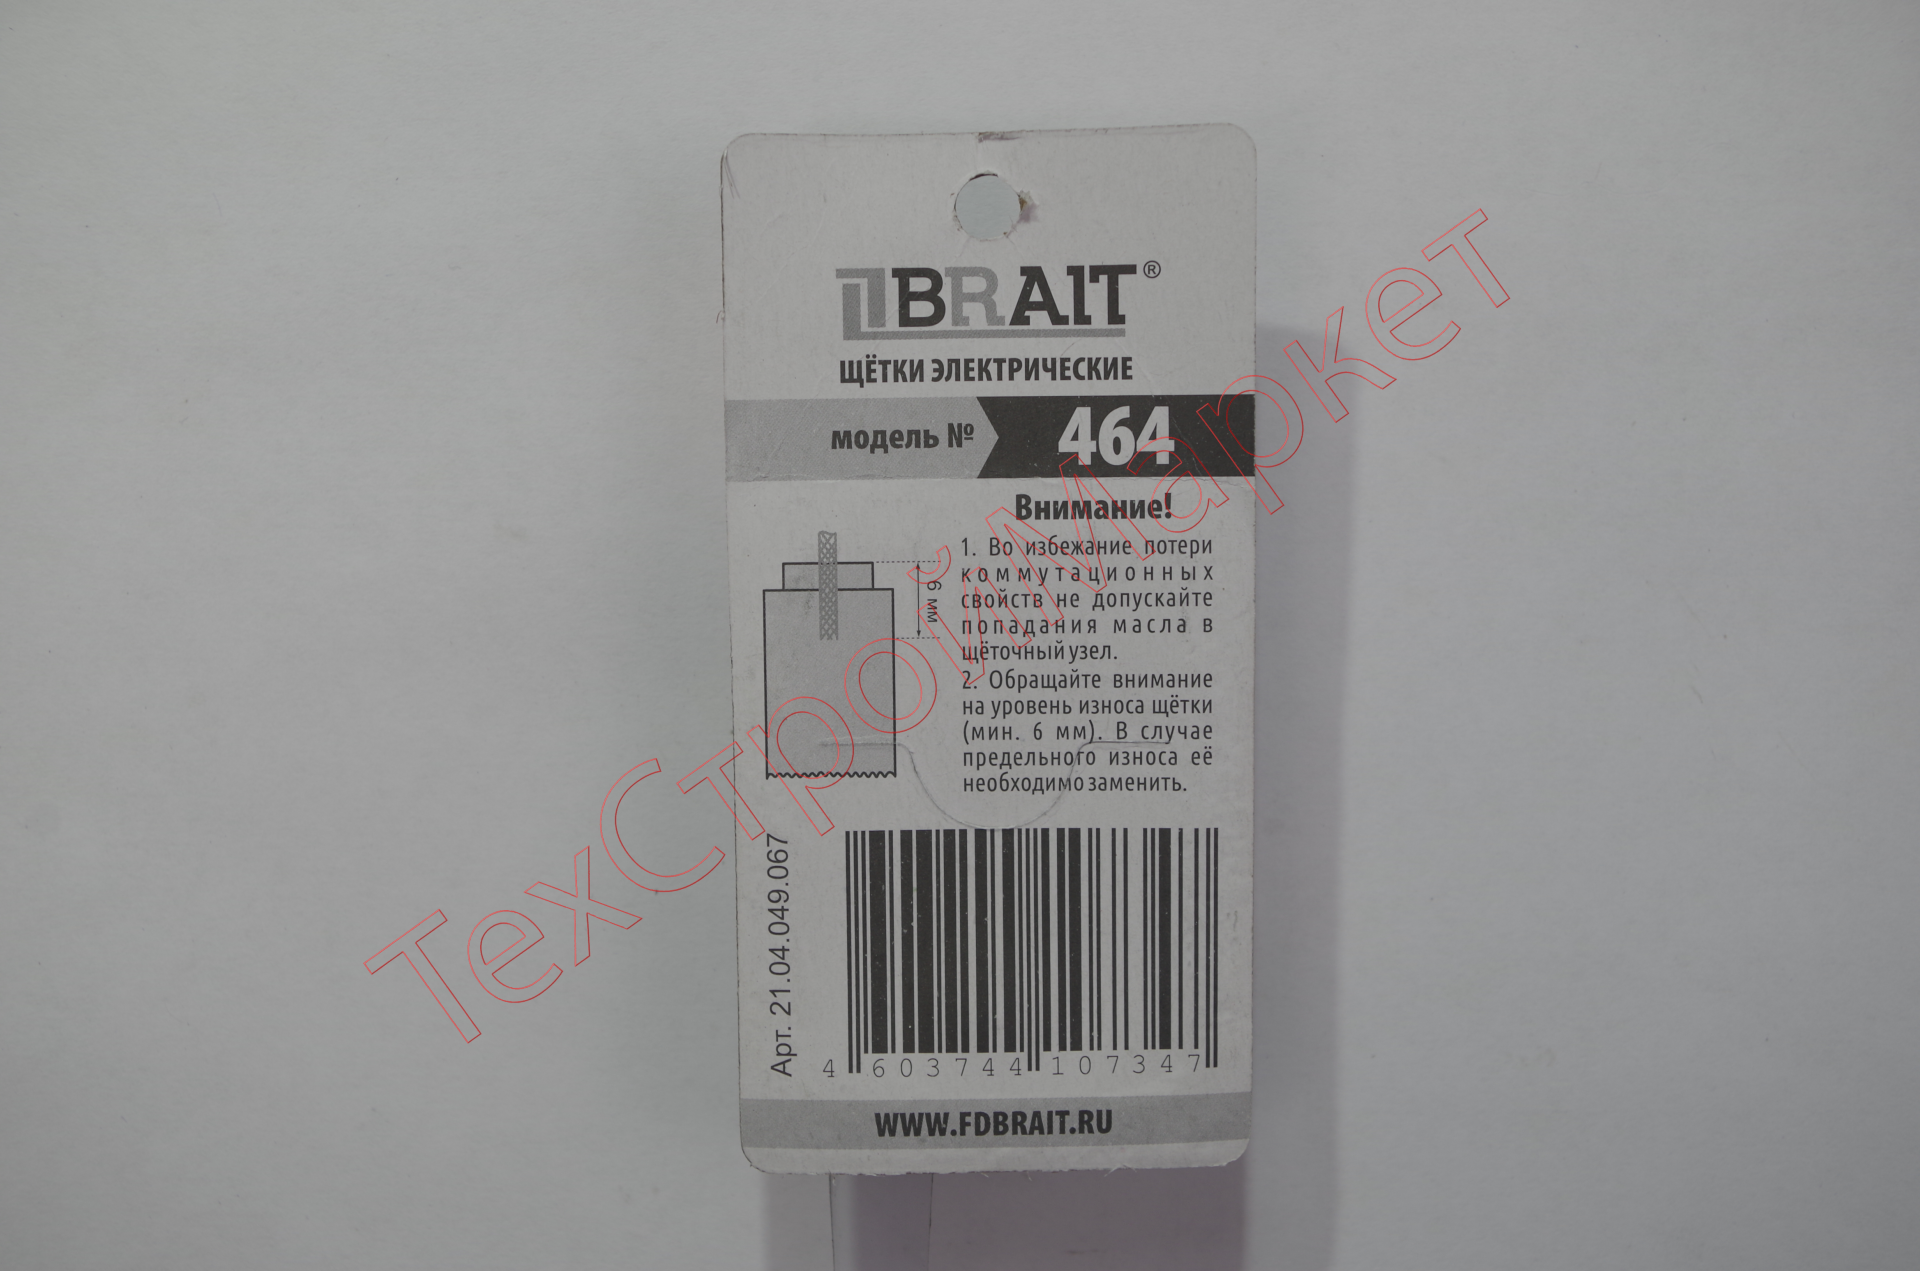 BRAIT®
ЩЁТКИ ЭЛЕКТРИЧЕСКИЕ
модель № 464
Внимание!
1. Во избежание потери
коммутационных
свойств не допускайте
попадания масла в
щёточный узел.
2. Обращайте внимание
на уровень износа щётки
(мин. 6 мм). В случае
предельного износа её
необходимо заменить.
6 мм
Арт. 21.04.049.067
4 603744 107347
WWW.FDBRAIT.RU
ТехСтройМаркет